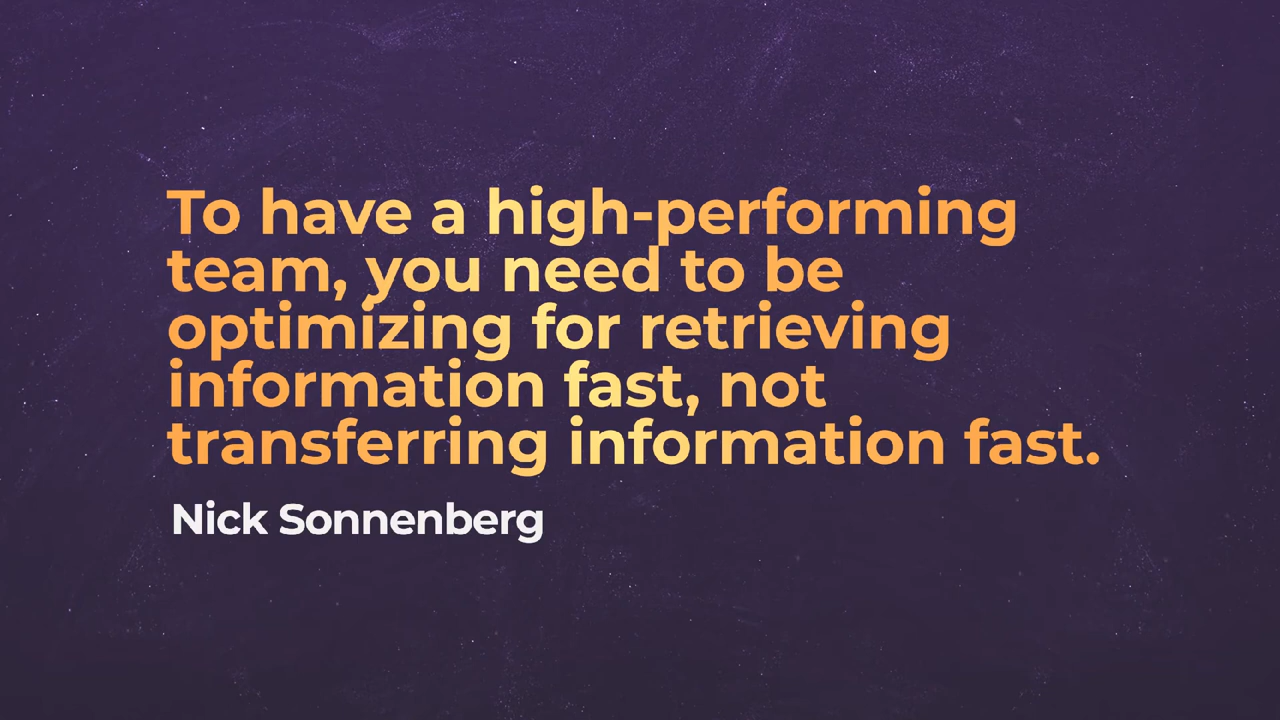 To have a high-performing
team, you need to be
optimizing for retrieving
information fast, not
transferring information fast.
Nick Sonnenberg